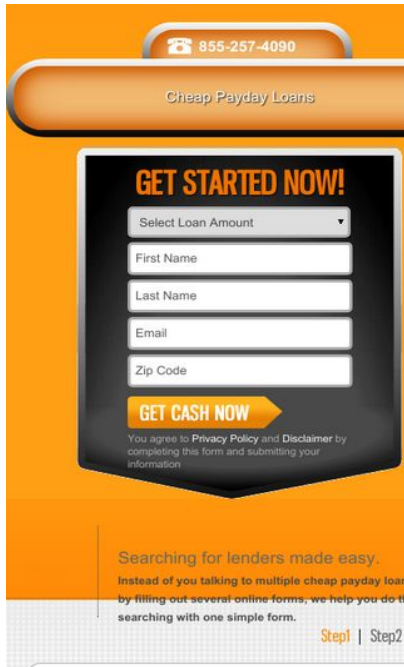 855-257-4090
Cheap Payday Loans
GET STARTED NOW!
Select Loan Amount
First Name
Last Name
Email
Zip Code
GET CASH NOW
You agree to Privacy Policy and Disclaimer by
completing this form and submitting your
information
Searching for lenders made easy.
Instead of you talking to multiple cheap payday
by filling out several online forms, we help you do
searching with one simple form.
Step1 | Step2